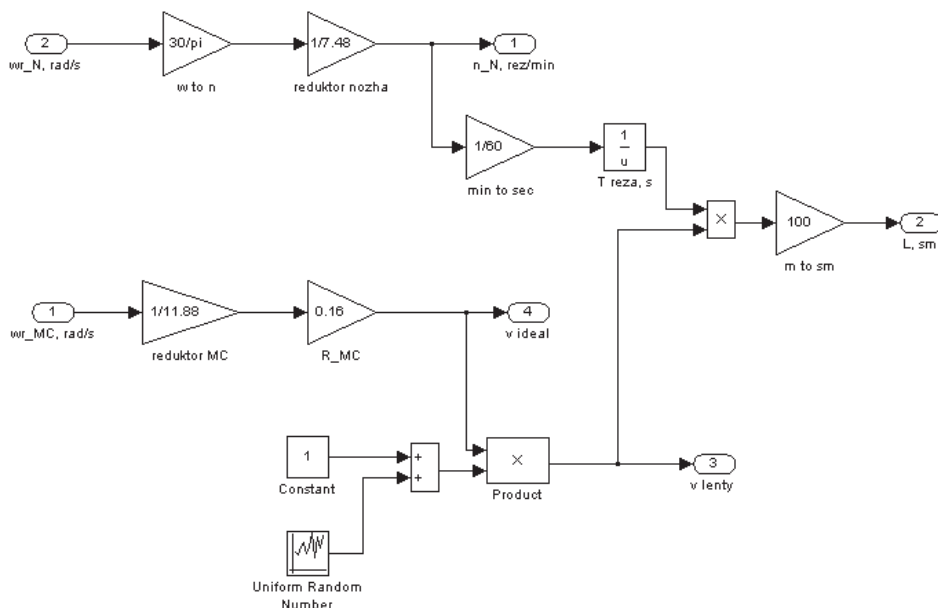 2
wr_N, rad/s
30/pi
w to n
1/7.48
reduktor nozha
1
n_N, rez/min
1/60
min to sec
1
u
T reza, s
×
100
m to sm
2
L, sm
1
wr_MC, rad/s
1/11.88
reduktor MC
0.16
R_MC
4
v ideal
1
Constant
+
+
×
Product
3
v lenty
Uniform Random
Number